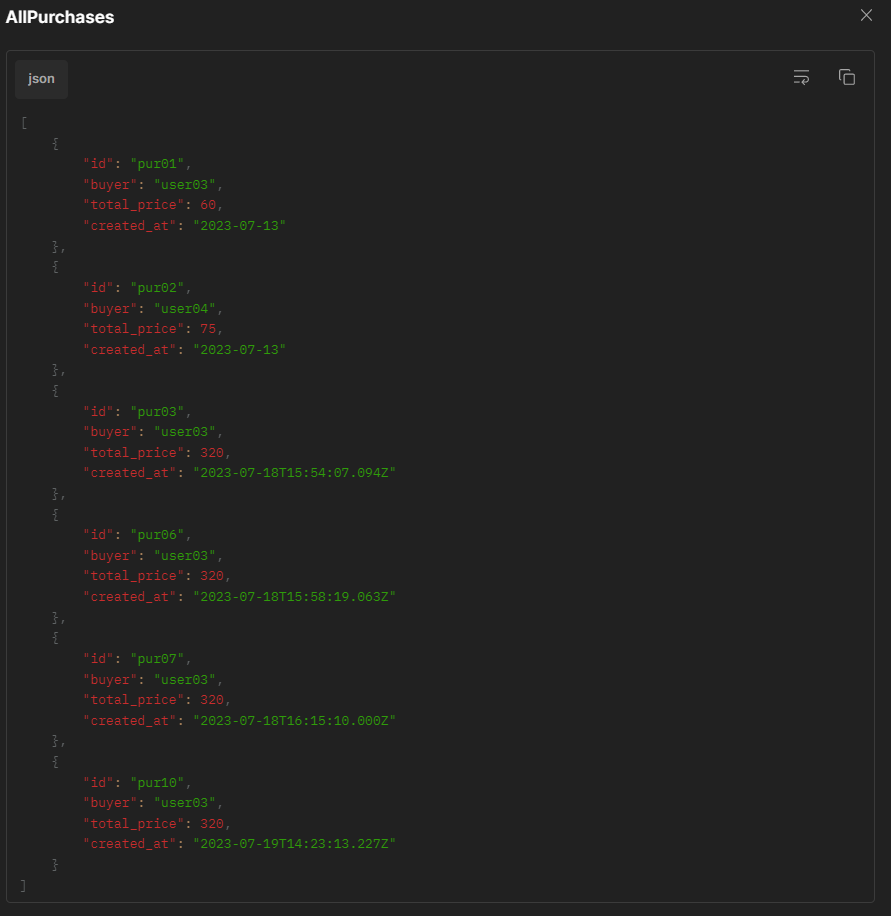 AllPurchases
json
[
    {
        "id": "pur01",
        "buyer": "user03",
        "total_price": 60,
        "created_at": "2023-07-13"
    },
    {
        "id": "pur02",
        "buyer": "user04",
        "total_price": 75,
        "created_at": "2023-07-13"
    },
    {
        "id": "pur03",
        "buyer": "user03",
        "total_price": 320,
        "created_at": "2023-07-18T15:54:07.094Z"
    },
    {
        "id": "pur06",
        "buyer": "user03",
        "total_price": 320,
        "created_at": "2023-07-18T15:58:19.063Z"
    },
    {
        "id": "pur07",
        "buyer": "user03",
        "total_price": 320,
        "created_at": "2023-07-18T16:15:10.000Z"
    },
    {
        "id": "pur10",
        "buyer": "user03",
        "total_price": 320,
        "created_at": "2023-07-19T14:23:13.227Z"
    }
]